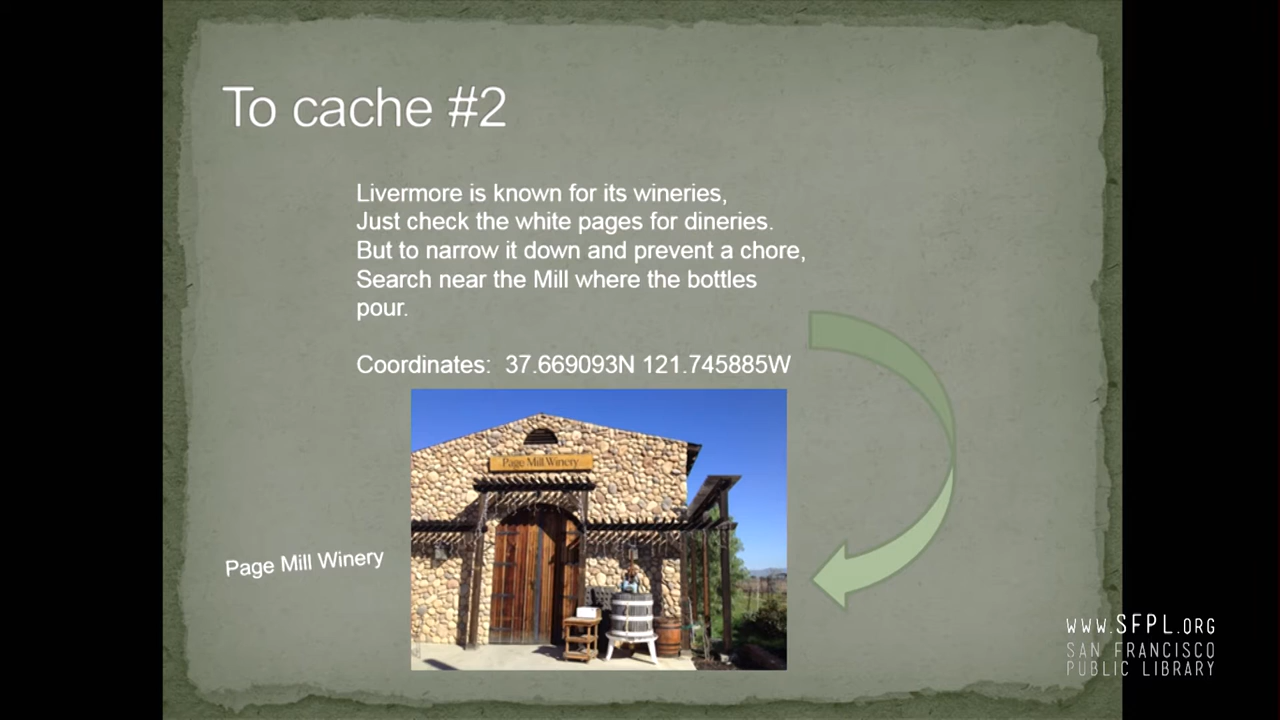 To cache #2
Livermore is known for its wineries,
Just check the white pages for dineries.
But to narrow it down and prevent a chore,
Search near the Mill where the bottles
pour.
Coordinates:  37.669093N 121.745885W
Page Mill Winery
Page Mill Winery
www.SFPL.ORG
SAN FRANCISCO
PUBLIC LIBRARY